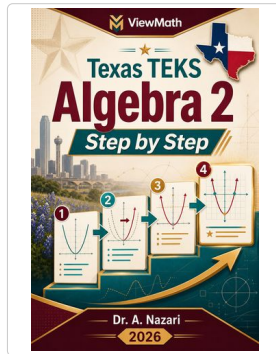 ViewMath
Texas TEKS
Algebra 2
Step by Step
1
2
3
4
Dr. A. Nazari
2026